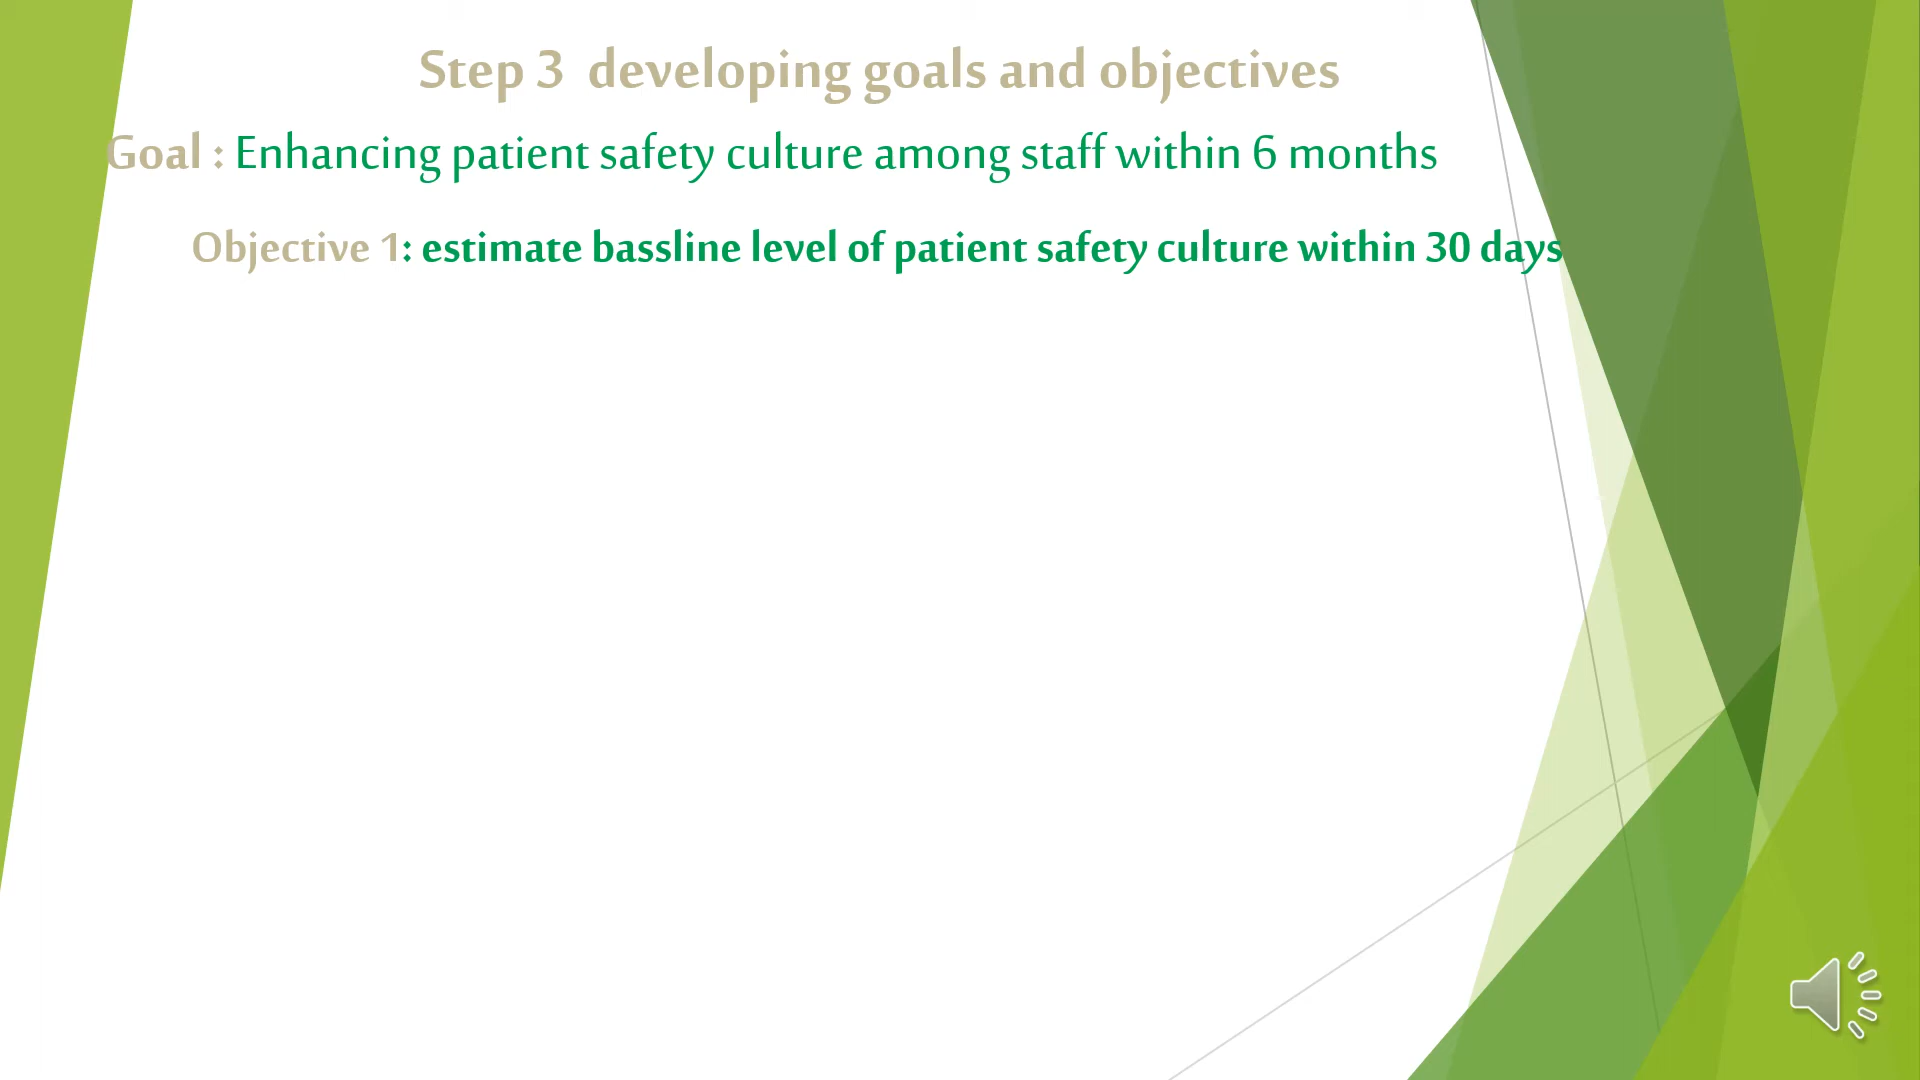 Step 3 developing goals and objectives
Goal : Enhancing patient safety culture among staff within 6 months
Objective 1: estimate bassline level of patient safety culture within 30 days